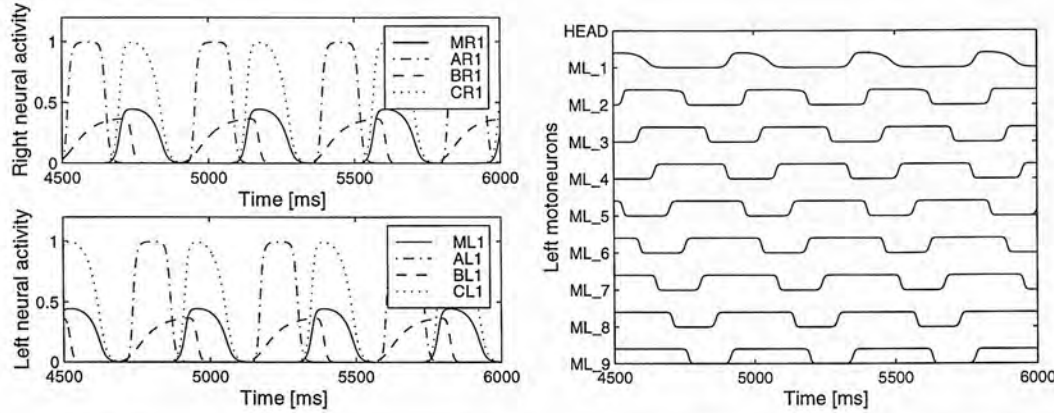 Right neural activity
1
0.5
0
MR1
AR1
BR1
CR1
4500 5000 5500 6000
Time [ms]
Left neural activity
1
0.5
0
ML1
AL1
BL1
CL1
4500 5000 5500 6000
Time [ms]
Left motoneurons
HEAD
ML_1
ML_2
ML_3
ML_4
ML_5
ML_6
ML_7
ML_8
ML_9
4500 5000 5500 6000
Time [ms]